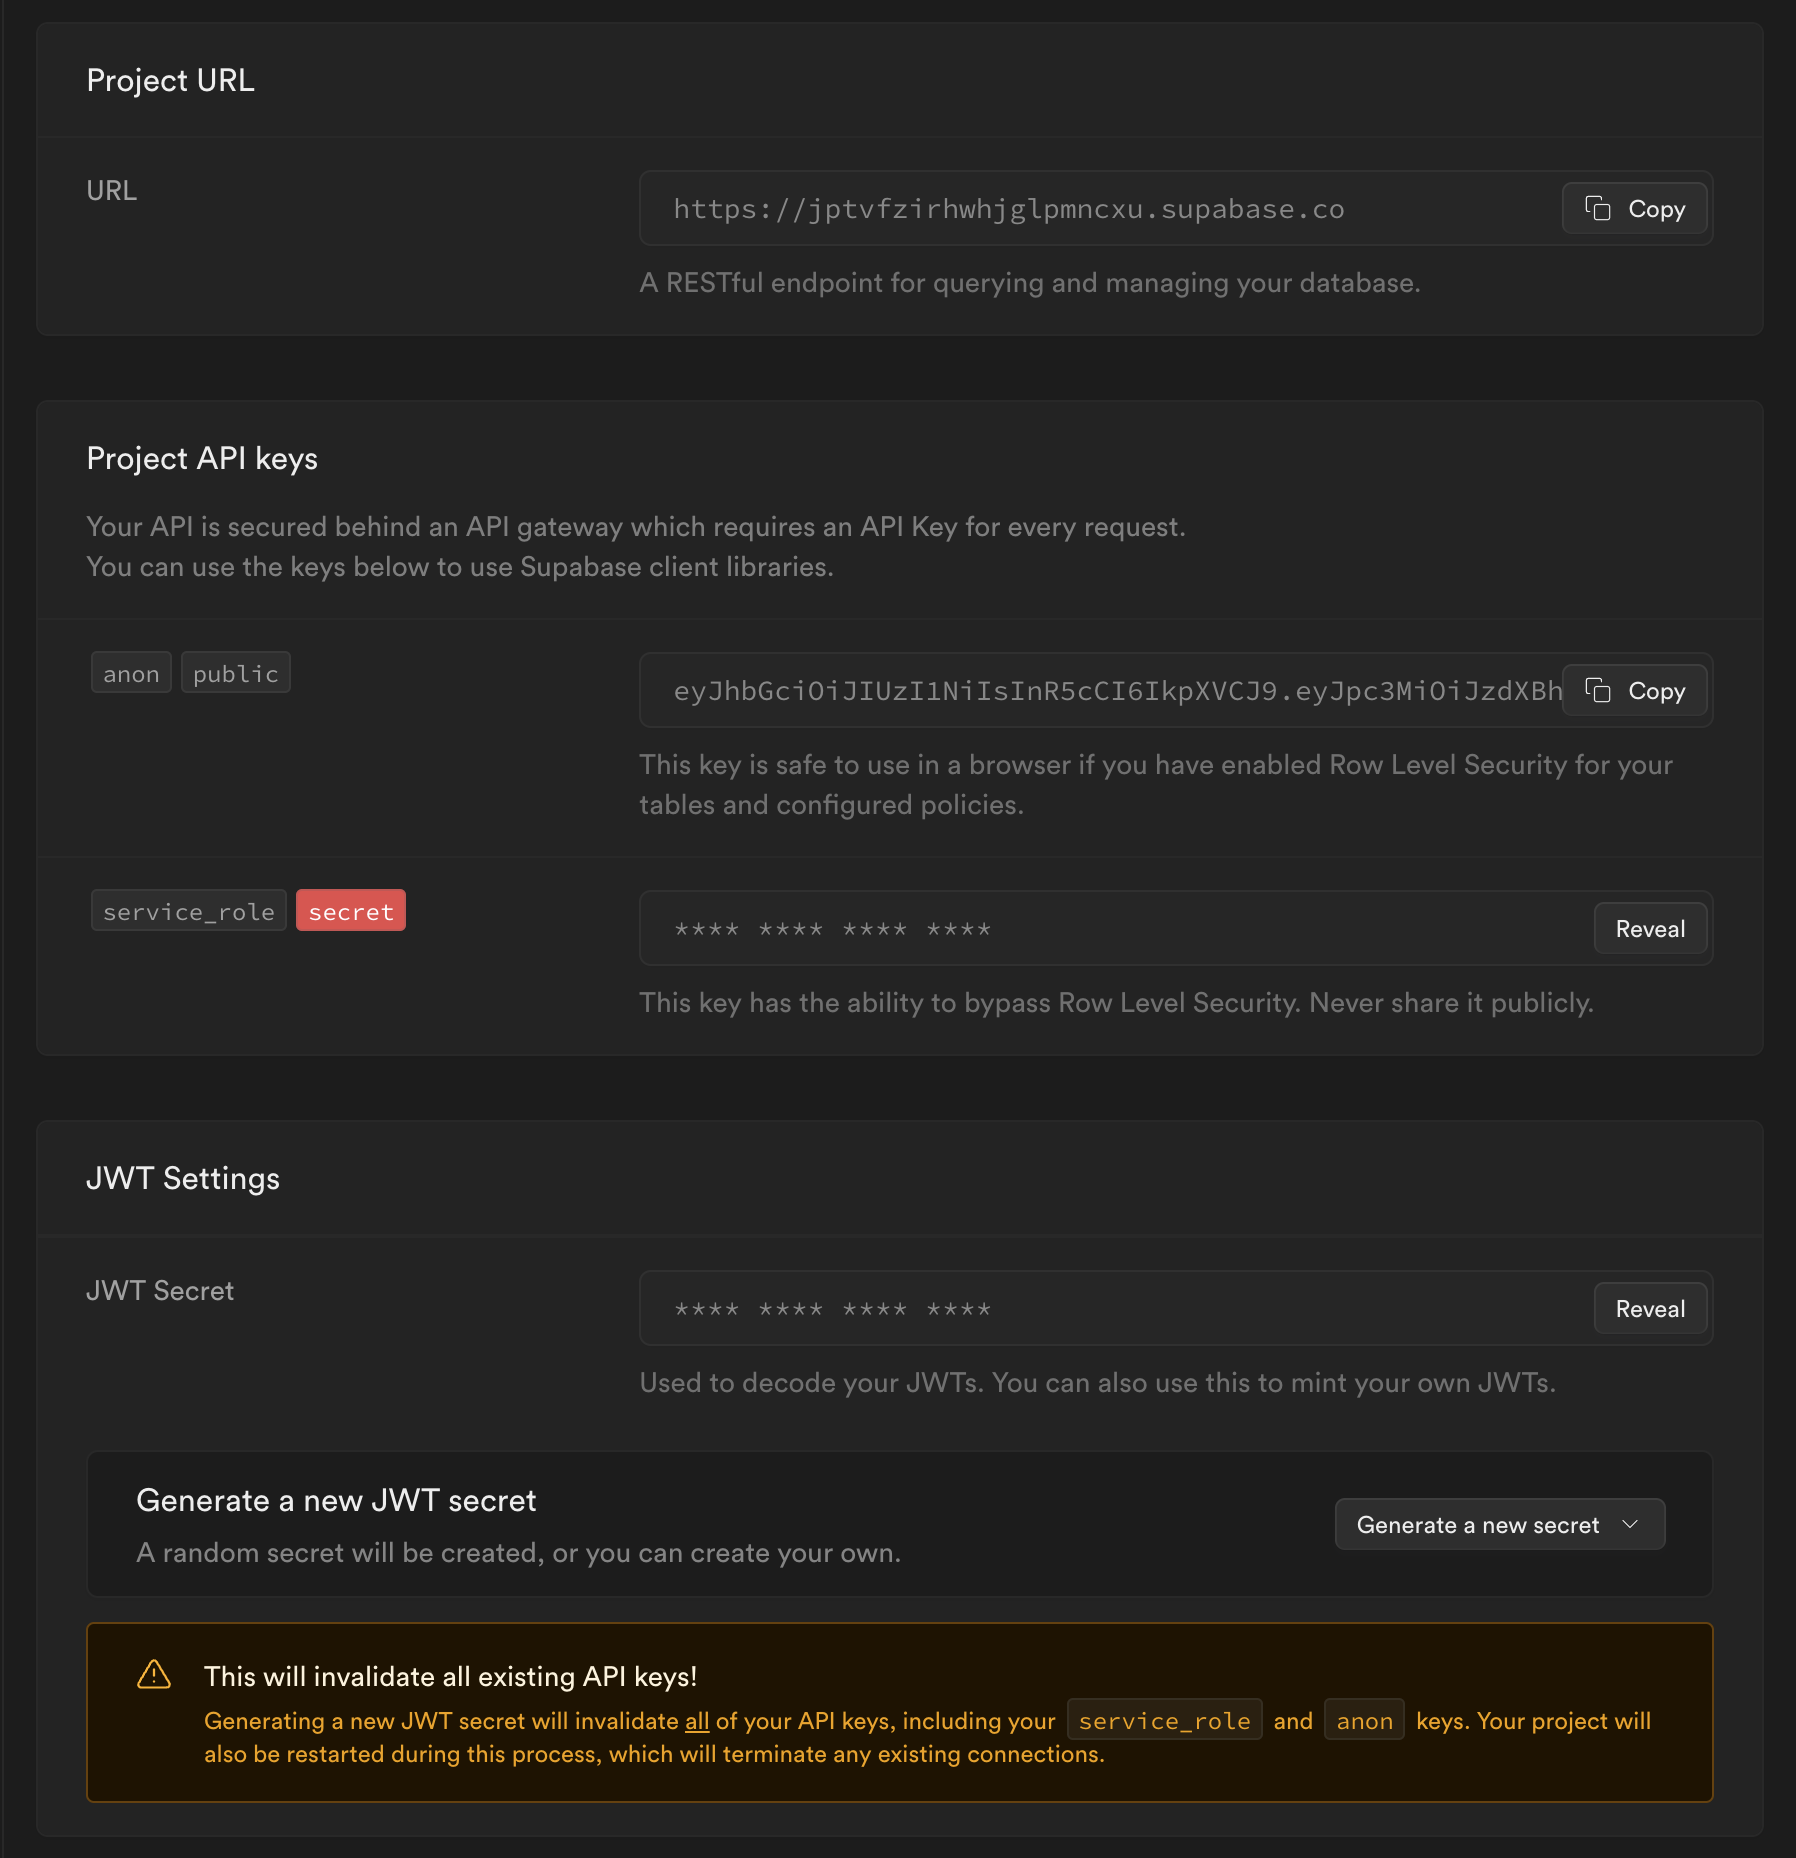 Project URL
URL
https://jptvfzirhwhjglpmncxu.supabase.co
Copy
A RESTful endpoint for querying and managing your database.
Project API keys
Your API is secured behind an API gateway which requires an API Key for every request.
You can use the keys below to use Supabase client libraries.
anon public
eyJhbGciOiJIUzI1NiIsInR5cCI6IkpXVCJ9.eyJpc3MiOiJzdXBh
Copy
This key is safe to use in a browser if you have enabled Row Level Security for your
tables and configured policies.
service_role secret
**** **** **** ****
Reveal
This key has the ability to bypass Row Level Security. Never share it publicly.
JWT Settings
JWT Secret
**** **** **** ****
Reveal
Used to decode your JWTs. You can also use this to mint your own JWTs.
Generate a new JWT secret
A random secret will be created, or you can create your own.
Generate a new secret
This will invalidate all existing API keys!
Generating a new JWT secret will invalidate all of your API keys, including your service_role and anon keys. Your project will
also be restarted during this process, which will terminate any existing connections.